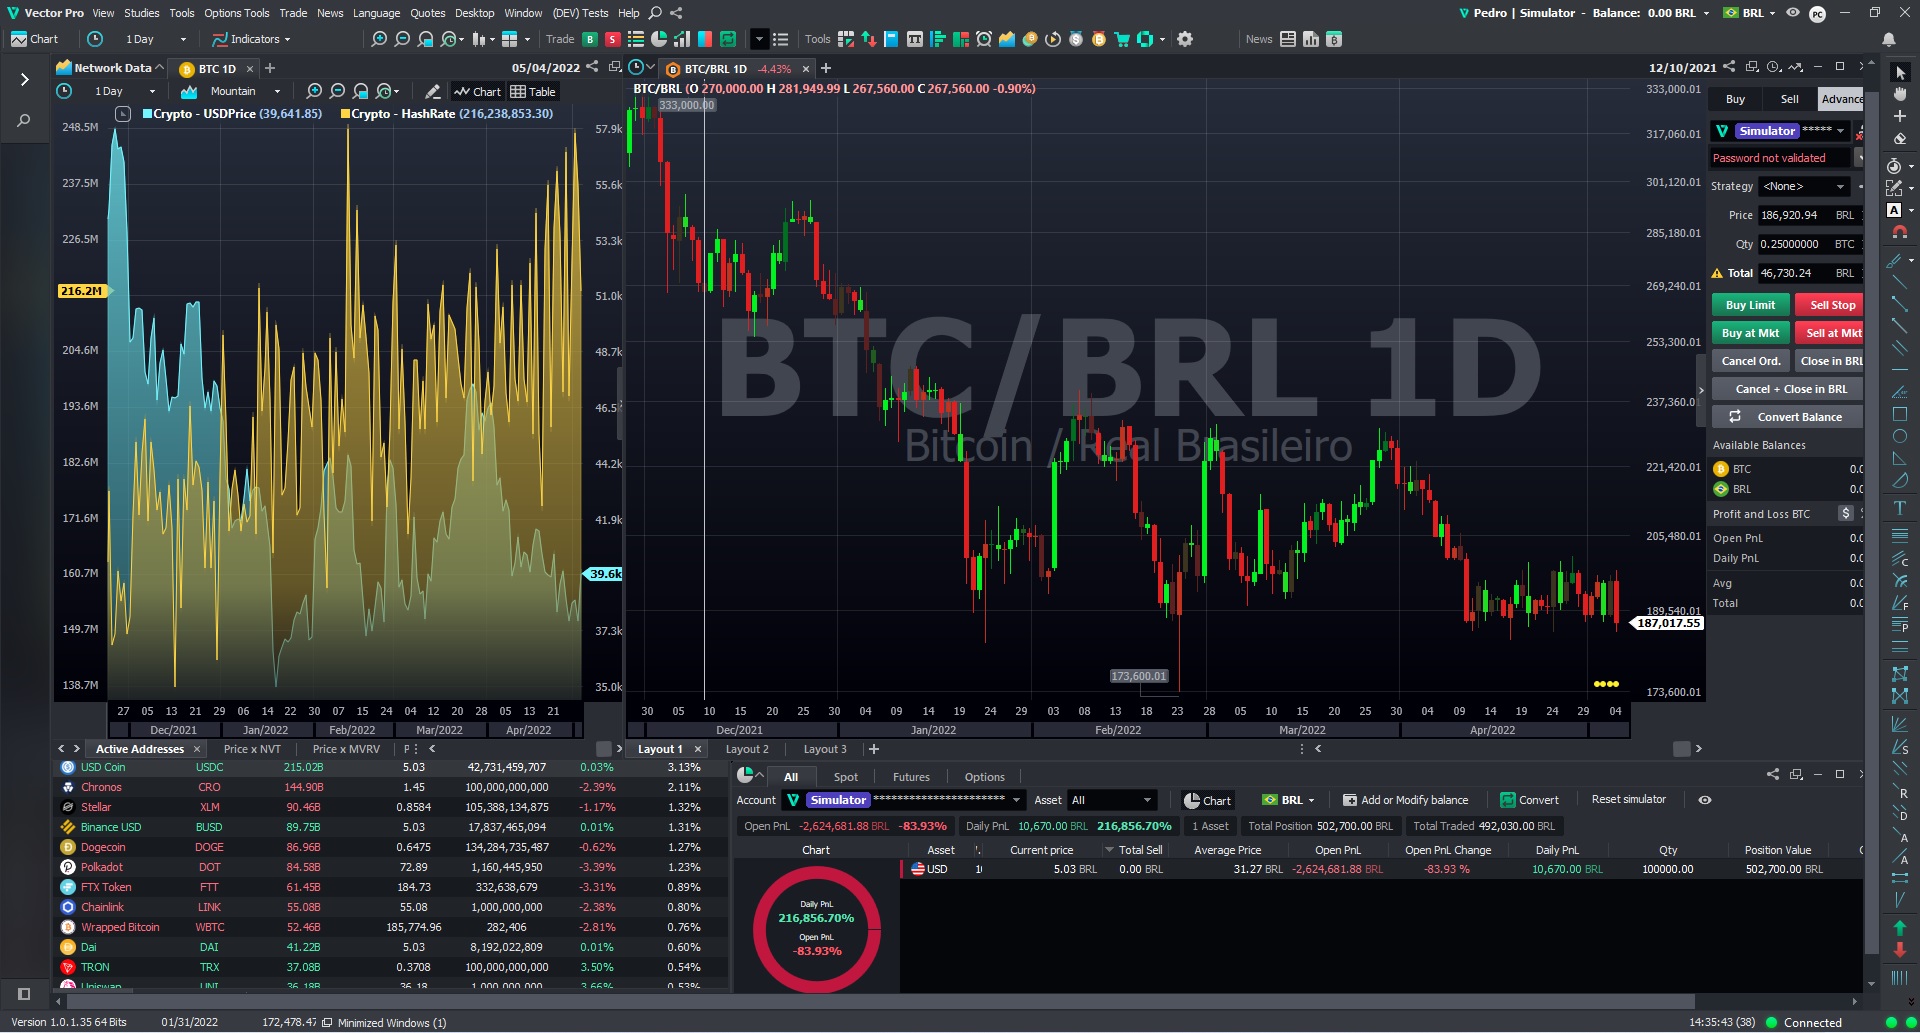 Vector Pro View Studies Tools Options Tools Trade News Language Quotes Desktop Window (DEV) Tests Help
Pedro | Simulator - Balance: 0.00 BRL BRL PC
Chart 1 Day Indicators Trade B S Tools TT News
Network Data BTC 1D 05/04/2022
1 Day Mountain Chart Table
L Crypto - USDPrice (39,641.85) Crypto - HashRate (216,238,853.30)
248.5M 57.9k
237.5M 55.6k
226.5M 53.3k
216.2M 51.0k
204.6M 48.7k
193.6M 46.5
182.6M 44.2k
171.6M 41.9k
160.7M 39.6k
149.7M 37.3k
138.7M 35.0k
27 05 13 21 29 06 14 22 30 07 15 23 03 11 19 27 04 12 20 28 05 13 21
Dec/2021 Jan/2022 Feb/2022 Mar/2022 Apr/2022
BTC/BRL 1D -4.43% 12/10/2021
BTC/BRL (O 270,000.00 H 281,949.99 L 267,560.00 C 267,560.00 -0.90%)
333,000.00
BTC/BRL 1D
Bitcoin / Real Brasileiro
173,600.01
333,000.01
317,060.01
301,120.01
285,180.01
269,240.01
253,300.01
237,360.01
221,420.01
205,480.01
189,540.01
187,017.55
173,600.01
30 05 10 15 20 25 30 04 09 14 19 24 29 03 08 13 18 23 28 05 10 15 20 25 30 04 09 14 19 24 29 04
Dec/2021 Jan/2022 Feb/2022 Mar/2022 Apr/2022
Buy Sell Advance
Simulator *****
Password not validated
Strategy <None>
Price 186,920.94 BRL
Qty 0.25000000 BTC
Total 46,730.24 BRL
Buy Limit Sell Stop
Buy at Mkt Sell at Mkt
Cancel Ord. Close in BRL
Cancel + Close in BRL
Convert Balance
Available Balances
BTC 0.0
BRL 0.0
Profit and Loss BTC $
Open PnL 0.0
Daily PnL 0.0
Avg 0.0
Total 0.0
Active Addresses Price x NVT Price x MVRV P
Layout 1 Layout 2 Layout 3
USD Coin USDC 215.02B 5.03 42,731,459,707 0.03% 3.13%
Chronos CRO 144.90B 1.45 100,000,000,000 -2.39% 2.11%
Stellar XLM 90.46B 0.8584 105,388,134,875 -1.17% 1.32%
Binance USD BUSD 89.75B 5.03 17,837,465,094 0.01% 1.31%
Dogecoin DOGE 86.96B 0.6475 134,284,735,487 -0.62% 1.27%
Polkadot DOT 84.58B 72.89 1,160,445,950 -3.39% 1.23%
FTX Token FTT 61.45B 184.73 332,638,679 -3.31% 0.89%
Chainlink LINK 55.08B 55.08 1,000,000,000 -2.38% 0.80%
Wrapped Bitcoin WBTC 52.46B 185,774.96 282,406 -2.81% 0.76%
Dai DAI 41.22B 5.03 8,192,022,809 0.01% 0.60%
TRON TRX 37.08B 0.3708 100,000,000,000 3.50% 0.54%
Uniswap UNI 36.18B 36.18 1,000,000,000 3.66% 0.53%
All Spot Futures Options
Account Simulator ********************** Asset All Chart BRL Add or Modify balance Convert Reset simulator
Open PnL -2,624,681.88 BRL -83.93% Daily PnL 10,670.00 BRL 216,856.70% 1 Asset Total Position 502,700.00 BRL Total Traded 492,030.00 BRL
Chart Asset Current price Total Sell Average Price Open PnL Open PnL Change Daily PnL Qty Position Value
USD 5.03 BRL 0.00 BRL 31.27 BRL -2,624,681.88 BRL -83.93 % 10,670.00 BRL 100000.00 502,700.00 BRL
Daily PnL
216,856.70%
Open PnL
-83.93%
Version 1.0.1.35 64 Bits 01/31/2022 172,478.47 Minimized Windows (1) 14:35:43 (38) Connected